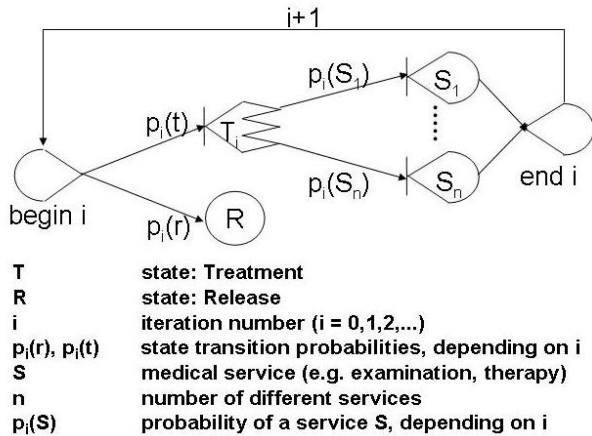 i+1
pᵢ(S₁)
S₁
pᵢ(t)
Tᵢ
begin i
pᵢ(r)
R
pᵢ(Sₙ)
Sₙ
end i
T state: Treatment
R state: Release
i iteration number (i = 0,1,2,...)
pᵢ(r), pᵢ(t) state transition probabilities, depending on i
S medical service (e.g. examination, therapy)
n number of different services
pᵢ(S) probability of a service S, depending on i